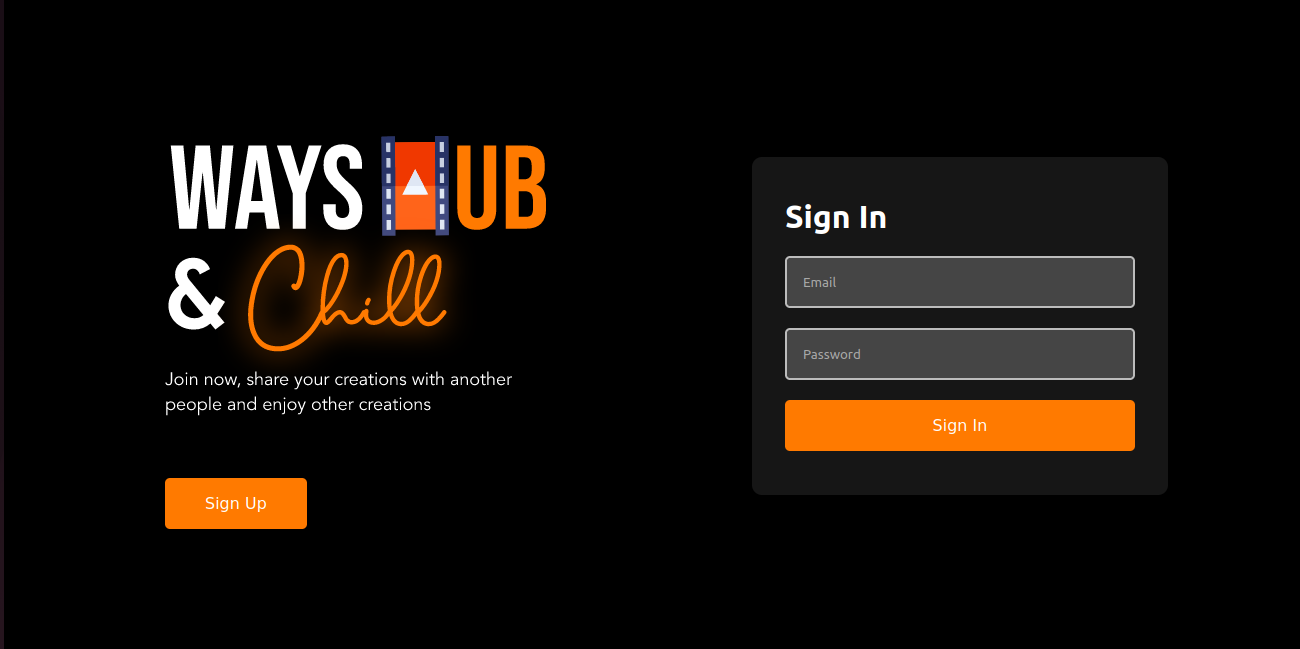 WAYS HUB
& Chill
Join now, share your creations with another
people and enjoy other creations
Sign Up
Sign In
Email
Password
Sign In